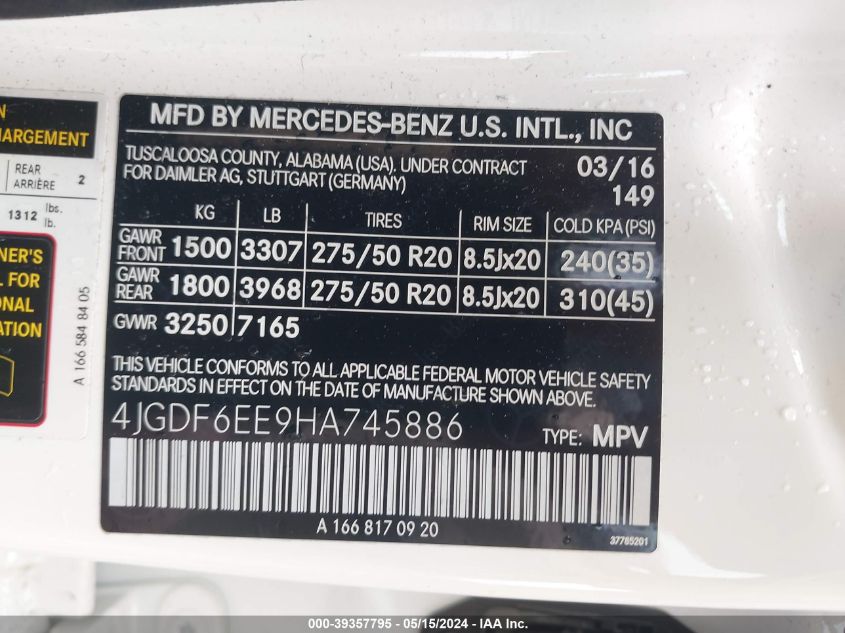 N
HARGEMENT
REAR
ARRIÈRE 2
1312 lbs.
lb.
NER'S
L FOR
ONAL
ATION
A 166 584 84 05
MFD BY MERCEDES-BENZ U.S. INTL., INC
TUSCALOOSA COUNTY, ALABAMA (USA). UNDER CONTRACT
FOR DAIMLER AG, STUTTGART (GERMANY)
03/16
149
KG LB TIRES RIM SIZE COLD KPA (PSI)
GAWR FRONT 1500 3307 275/50 R20 8.5Jx20 240(35)
GAWR REAR 1800 3968 275/50 R20 8.5Jx20 310(45)
GVWR 3250 7165
THIS VEHICLE CONFORMS TO ALL APPLICABLE FEDERAL MOTOR VEHICLE SAFETY
STANDARDS IN EFFECT ON THE DATE OF MANUFACTURE SHOWN ABOVE.
4JGDF6EE9HA745886 TYPE: MPV
A 166 817 09 20
37765201
000-39357795 - 05/15/2024 - IAA Inc.